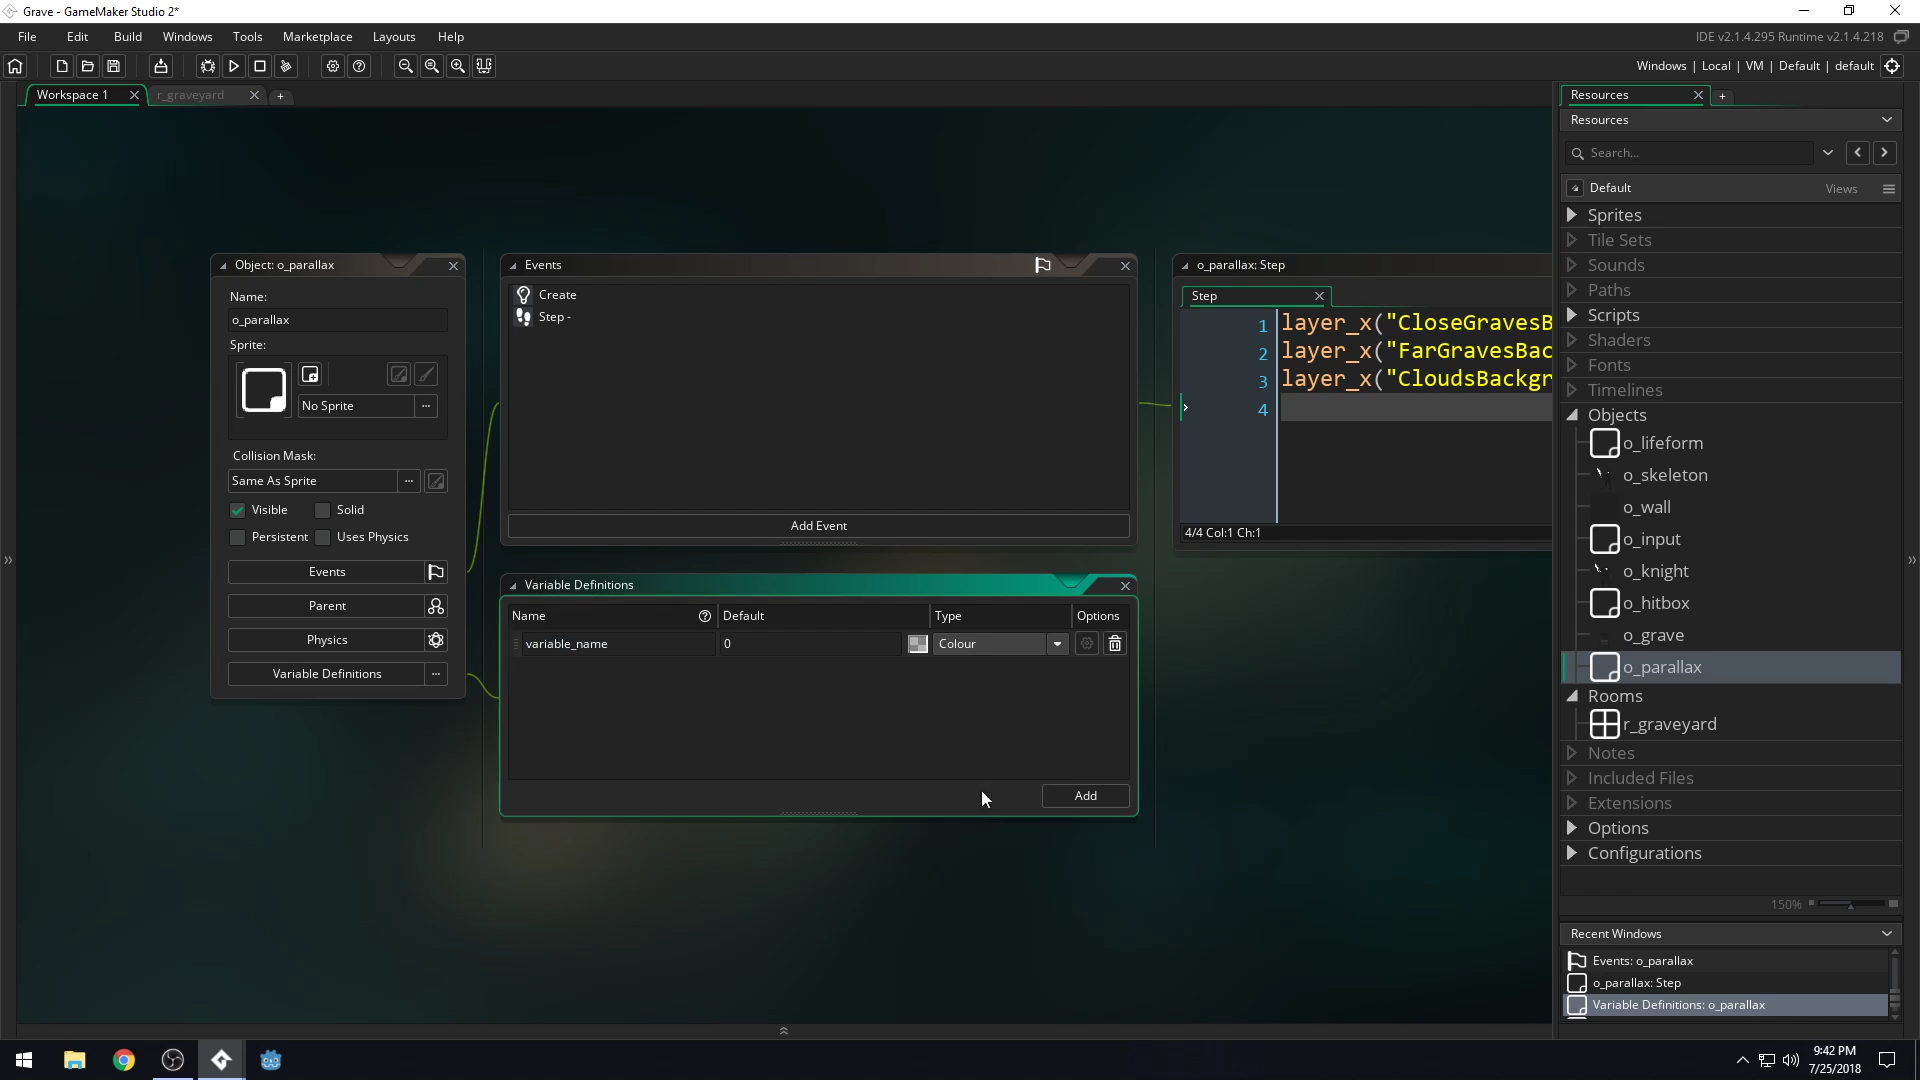 Grave - GameMaker Studio 2*
File Edit Build Windows Tools Marketplace Layouts Help
IDE v2.1.4.295 Runtime v2.1.4.218
Windows | Local | VM | Default | default
Workspace 1
r_graveyard
Object: o_parallax
Name:
o_parallax
Sprite:
No Sprite
Collision Mask:
Same As Sprite
Visible
Solid
Persistent
Uses Physics
Events
Parent
Physics
Variable Definitions
Events
Create
Step -
Add Event
Variable Definitions
Name Default Type Options
variable_name 0 Colour
Add
o_parallax: Step
Step
1 layer_x("CloseGravesB
2 layer_x("FarGravesBac
3 layer_x("CloudsBackgr
4
4/4 Col:1 Ch:1
Resources
Resources
Search...
Default Views
Sprites
Tile Sets
Sounds
Paths
Scripts
Shaders
Fonts
Timelines
Objects
o_lifeform
o_skeleton
o_wall
o_input
o_knight
o_hitbox
o_grave
o_parallax
Rooms
r_graveyard
Notes
Included Files
Extensions
Options
Configurations
150%
Recent Windows
Events: o_parallax
o_parallax: Step
Variable Definitions: o_parallax
9:42 PM
7/25/2018